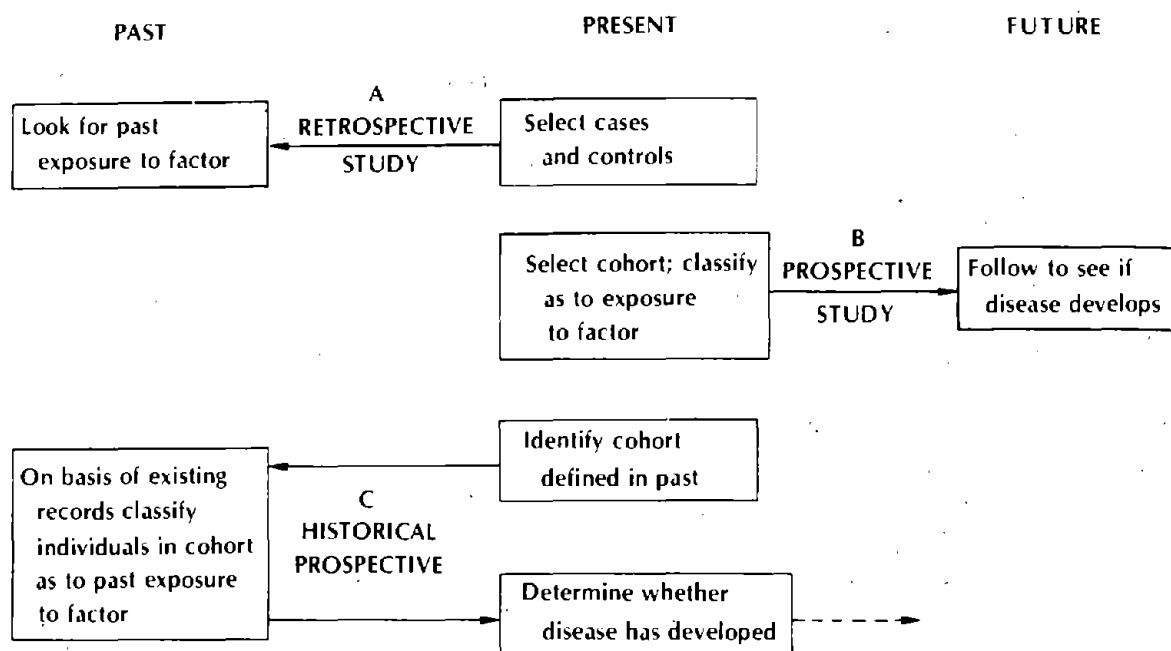 PAST
PRESENT
FUTURE
Look for past
exposure to factor
A
RETROSPECTIVE
STUDY
Select cases
and controls
Select cohort; classify
as to exposure
to factor
B
PROSPECTIVE
STUDY
Follow to see if
disease develops
Identify cohort
defined in past
On basis of existing
records classify
individuals in cohort
as to past exposure
to factor
C
HISTORICAL
PROSPECTIVE
Determine whether
disease has developed